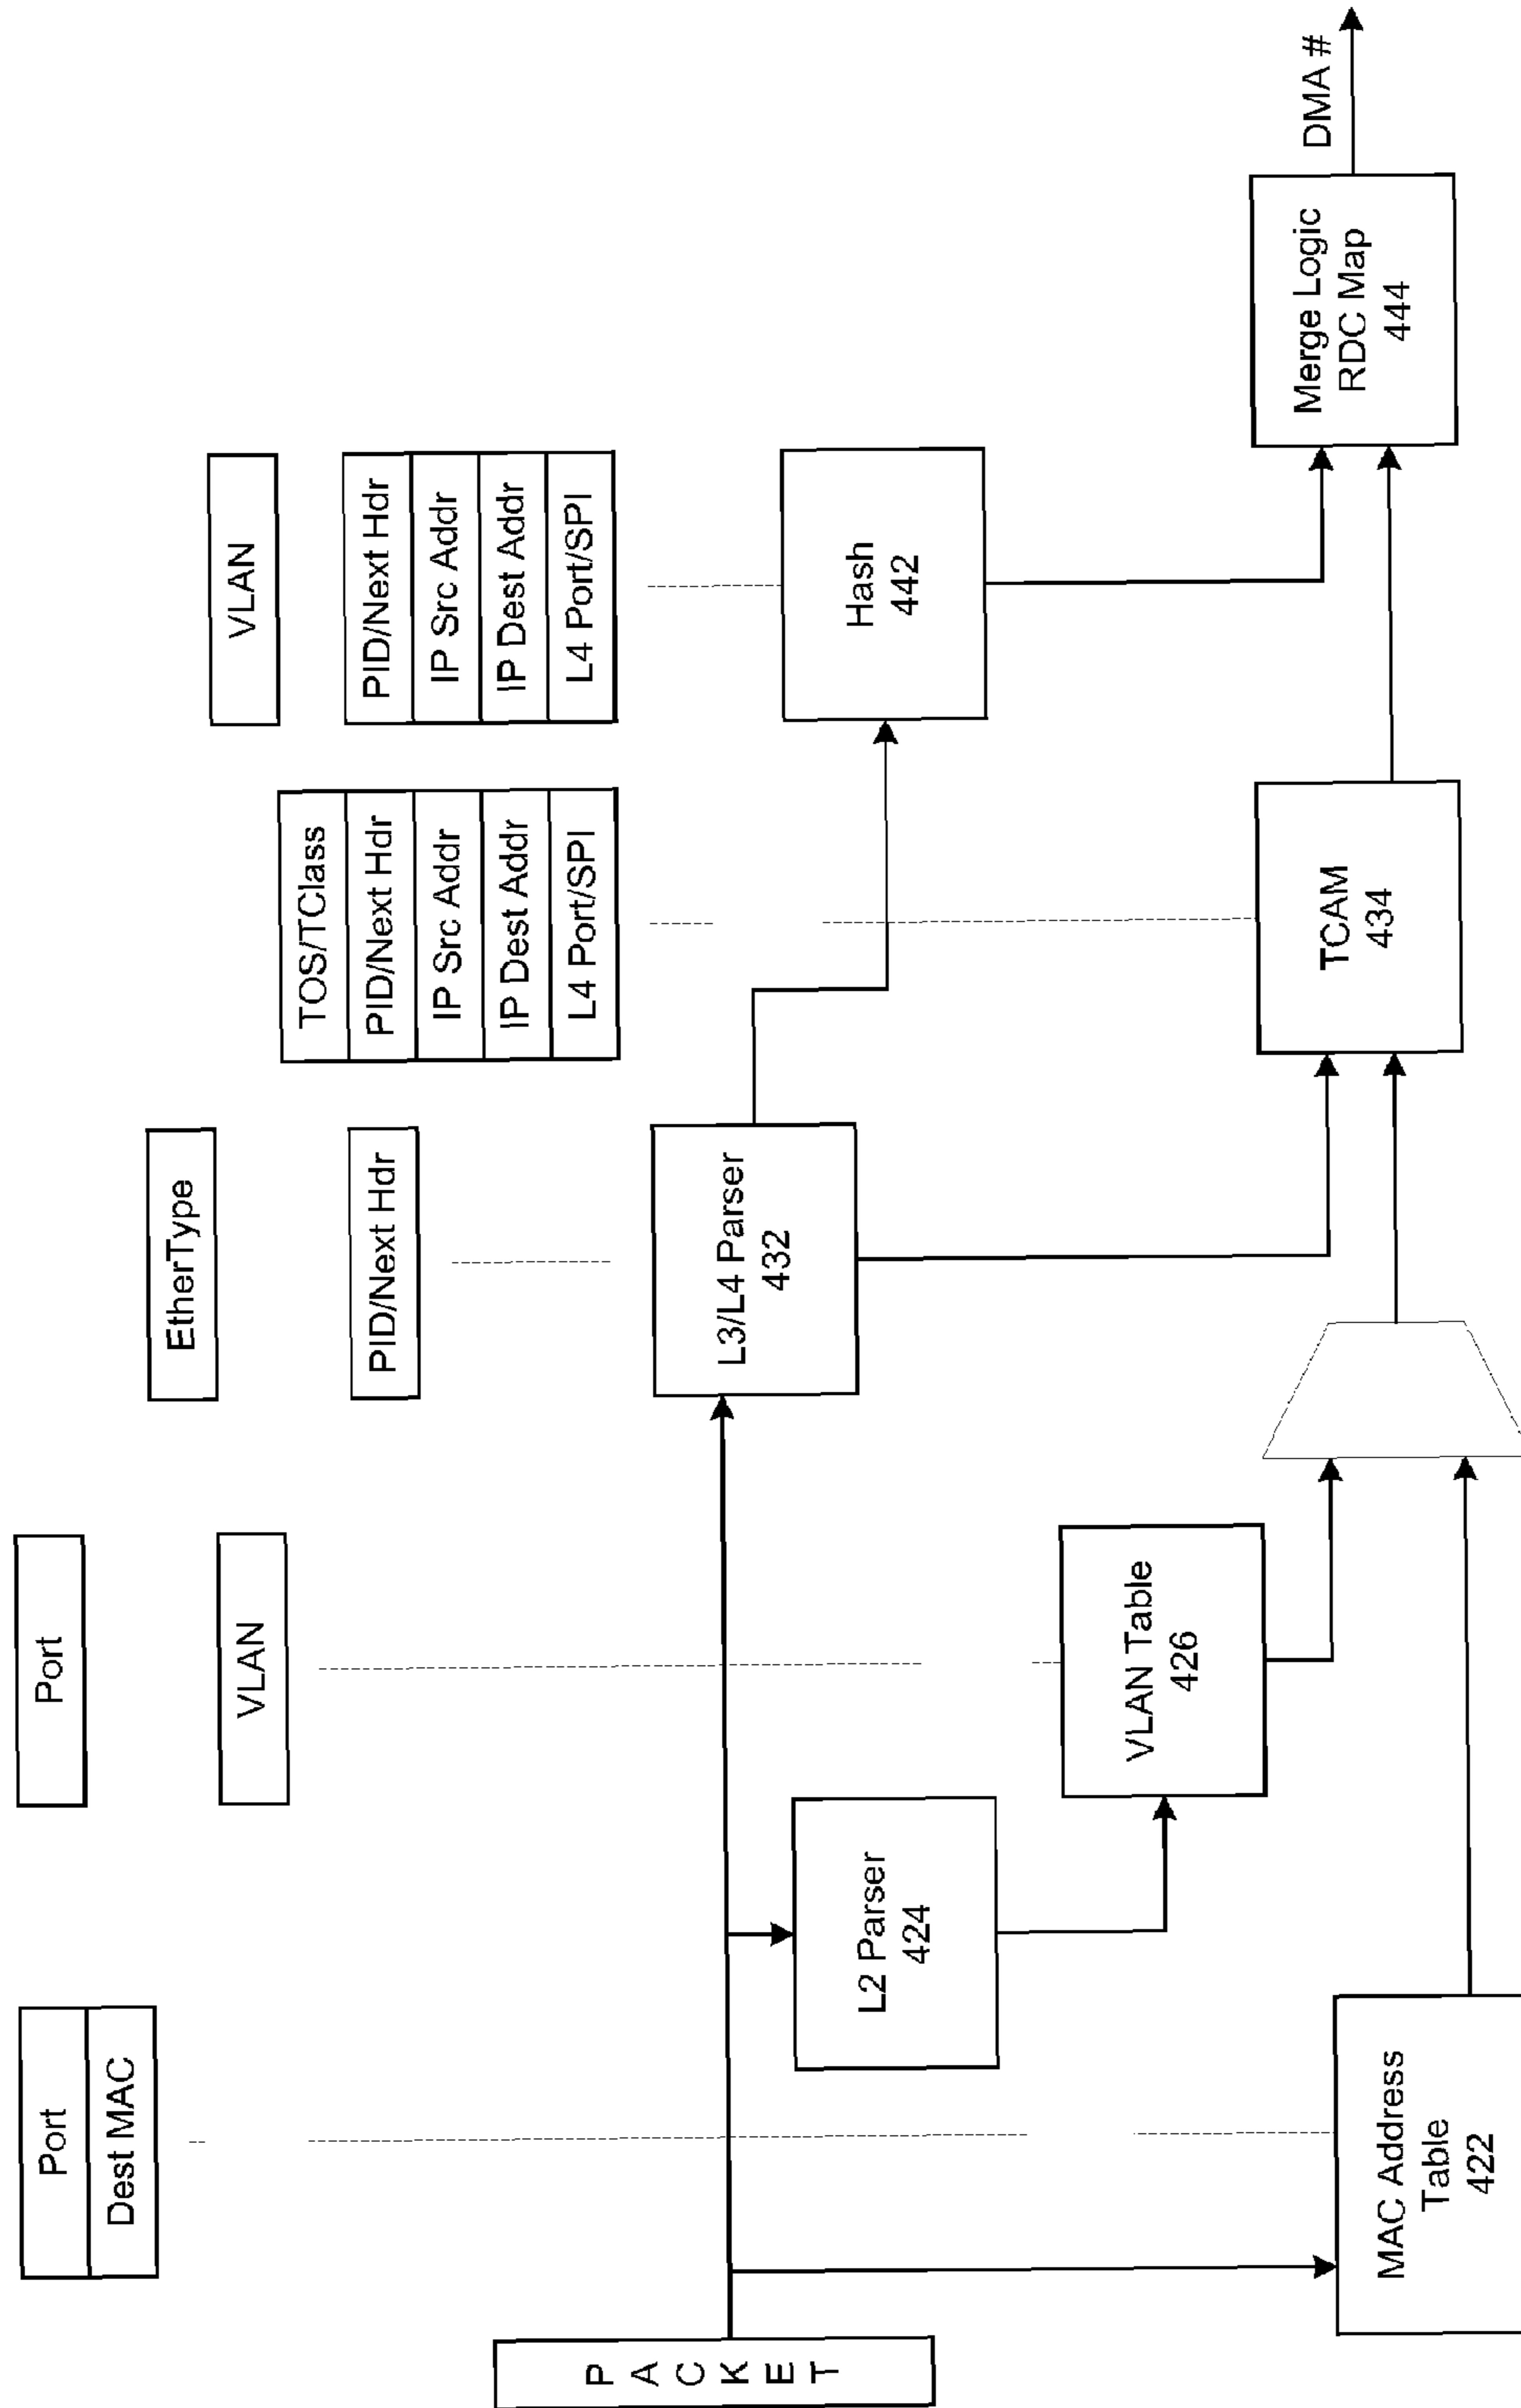 Port
Dest MAC
Port
VLAN
EtherType
PID/Next Hdr
TOS/TClass
PID/Next Hdr
IP Src Addr
IP Dest Addr
L4 Port/SPI
VLAN
PID/Next Hdr
IP Src Addr
IP Dest Addr
L4 Port/SPI
PACKET
L3/L4 Parser
432
Hash
442
L2 Parser
424
VLAN Table
426
MAC Address
Table
422
TCAM
434
Merge Logic
RDC Map
444
DMA #